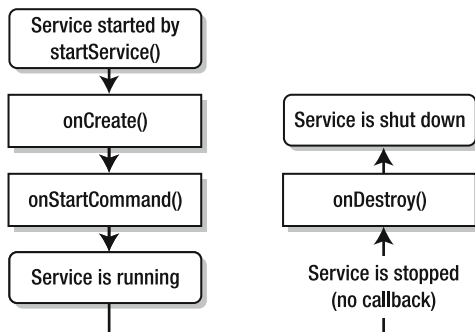 Service started by
startService()
onCreate()
onStartCommand()
Service is running
Service is shut down
onDestroy()
Service is stopped
(no callback)